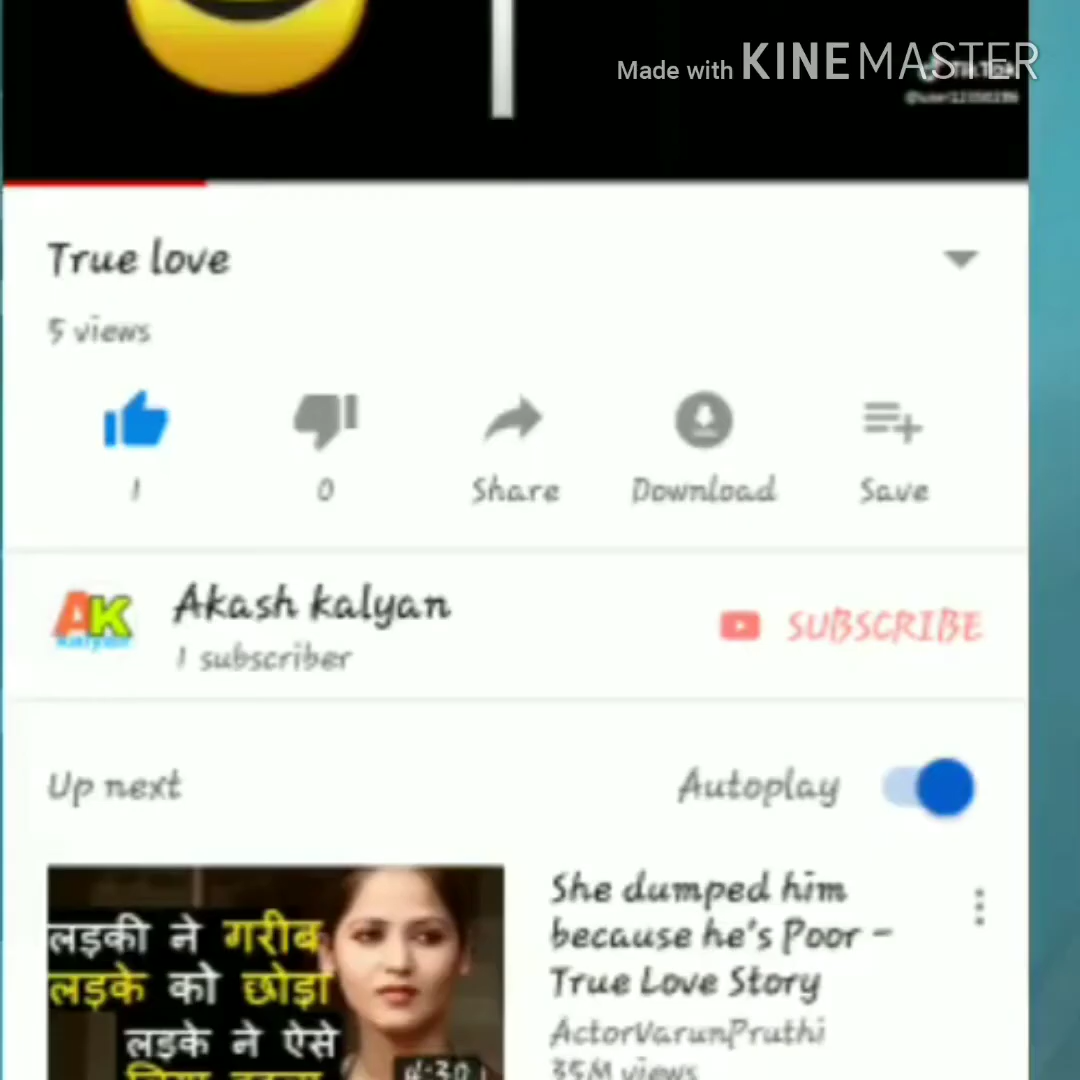 Made with KINEMASTER
TikTok
True love
5 views
1
0
Share
Download
Save
AK
kalyan
Akash kalyan
1 subscriber
SUBSCRIBE
Up next
Autoplay
लड़की ने गरीब
लड़के को छोड़ा
लड़के ने ऐसे
She dumped him
because he's Poor -
True Love Story
ActorVarunPruthi
35M views